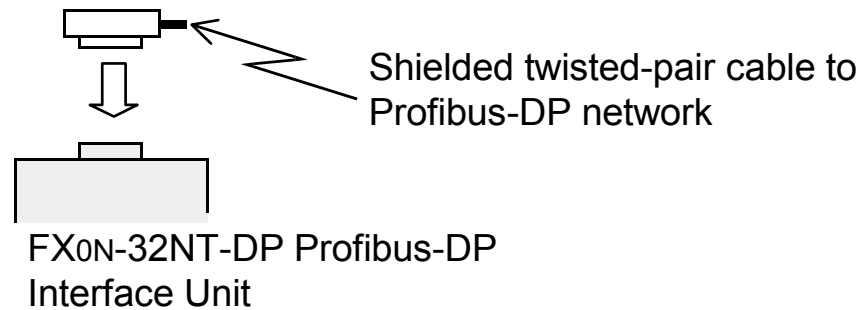 Shielded twisted-pair cable to
Profibus-DP network
FX0N-32NT-DP Profibus-DP
Interface Unit